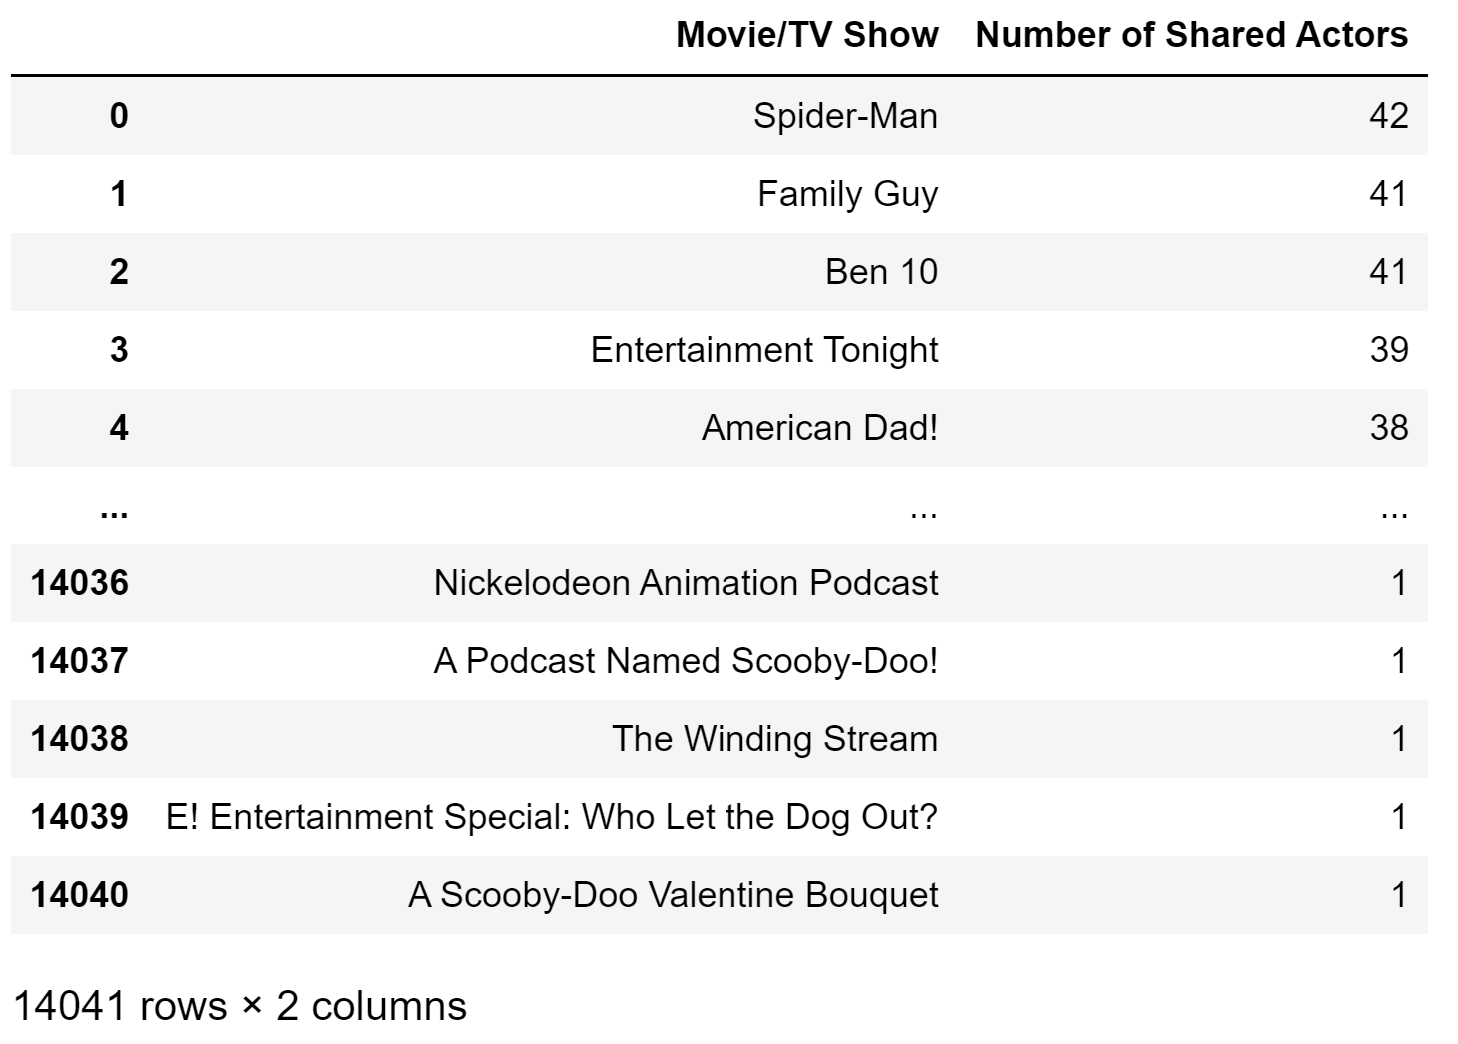 Movie/TV Show Number of Shared Actors
0 Spider-Man 42
1 Family Guy 41
2 Ben 10 41
3 Entertainment Tonight 39
4 American Dad! 38
... ... ...
14036 Nickelodeon Animation Podcast 1
14037 A Podcast Named Scooby-Doo! 1
14038 The Winding Stream 1
14039 E! Entertainment Special: Who Let the Dog Out? 1
14040 A Scooby-Doo Valentine Bouquet 1
14041 rows × 2 columns